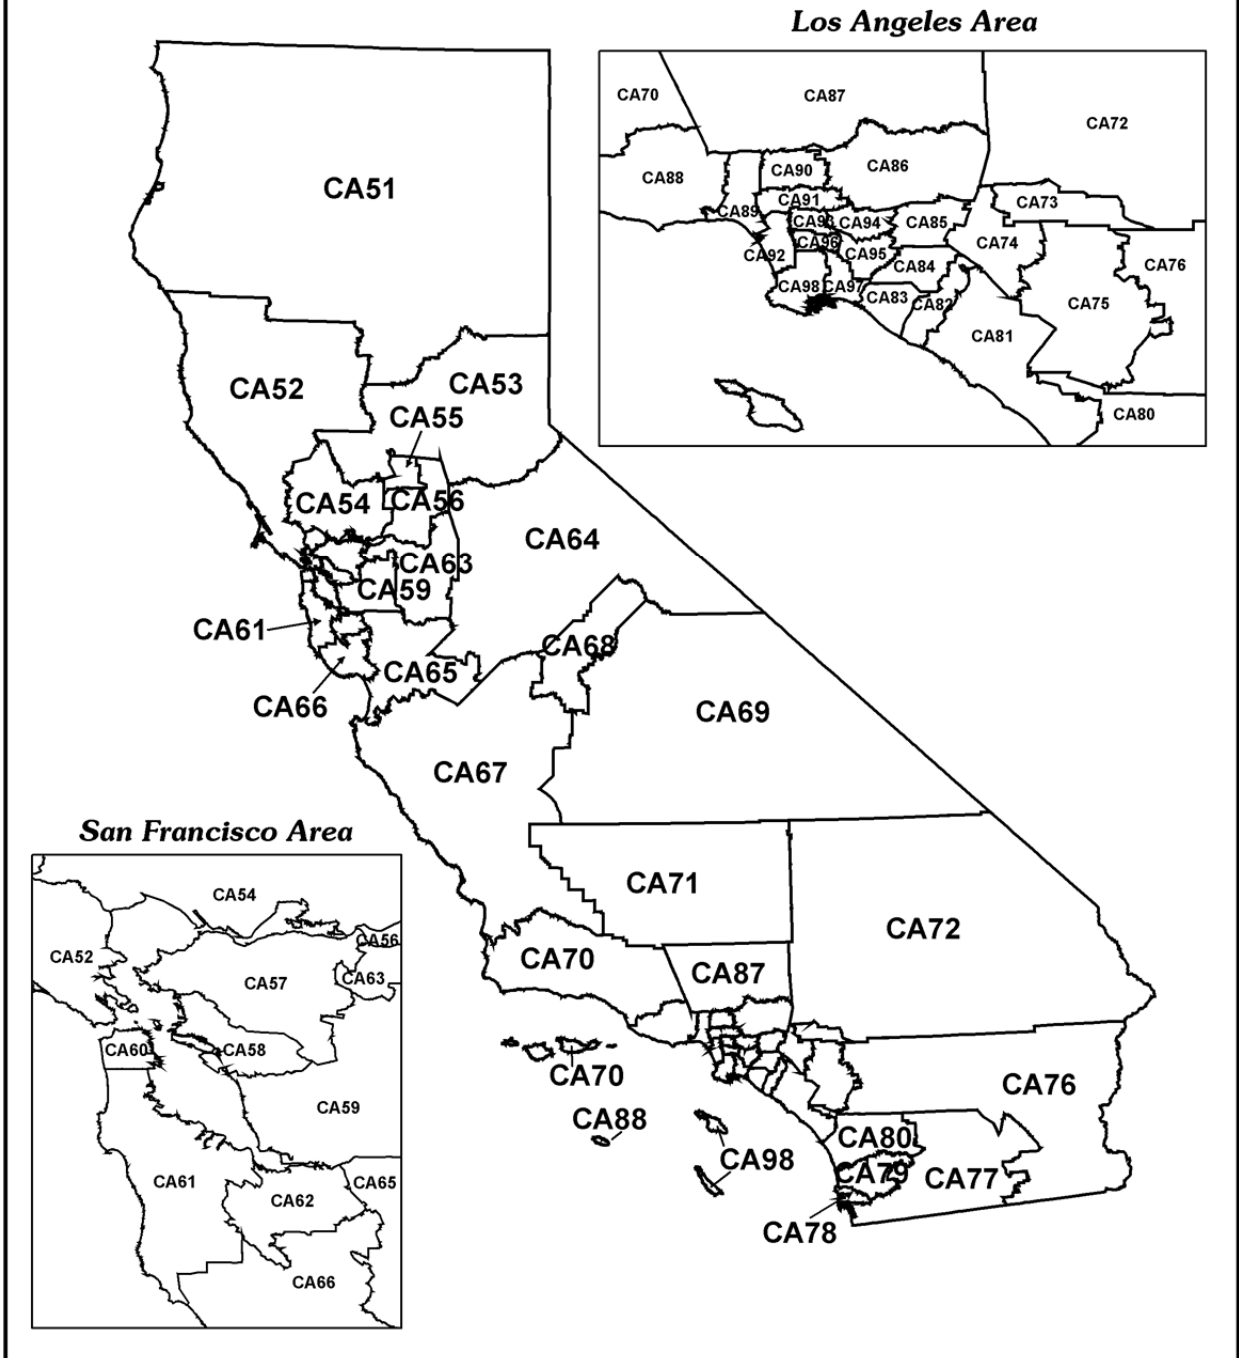 Los Angeles Area
CA70
CA87
CA72
CA88
CA90
CA86
CA89
CA91
CA73
CA93
CA94
CA85
CA74
CA92
CA96
CA95
CA84
CA76
CA98
CA97
CA83
CA82
CA75
CA81
CA80
CA51
CA52
CA53
CA55
CA54
CA56
CA64
CA63
CA59
CA61
CA68
CA65
CA66
CA69
CA67
CA71
CA72
CA70
CA87
CA70
CA76
CA88
CA80
CA98
CA79
CA77
CA78
San Francisco Area
CA54
CA52
CA56
CA57
CA63
CA60
CA58
CA59
CA61
CA62
CA65
CA66